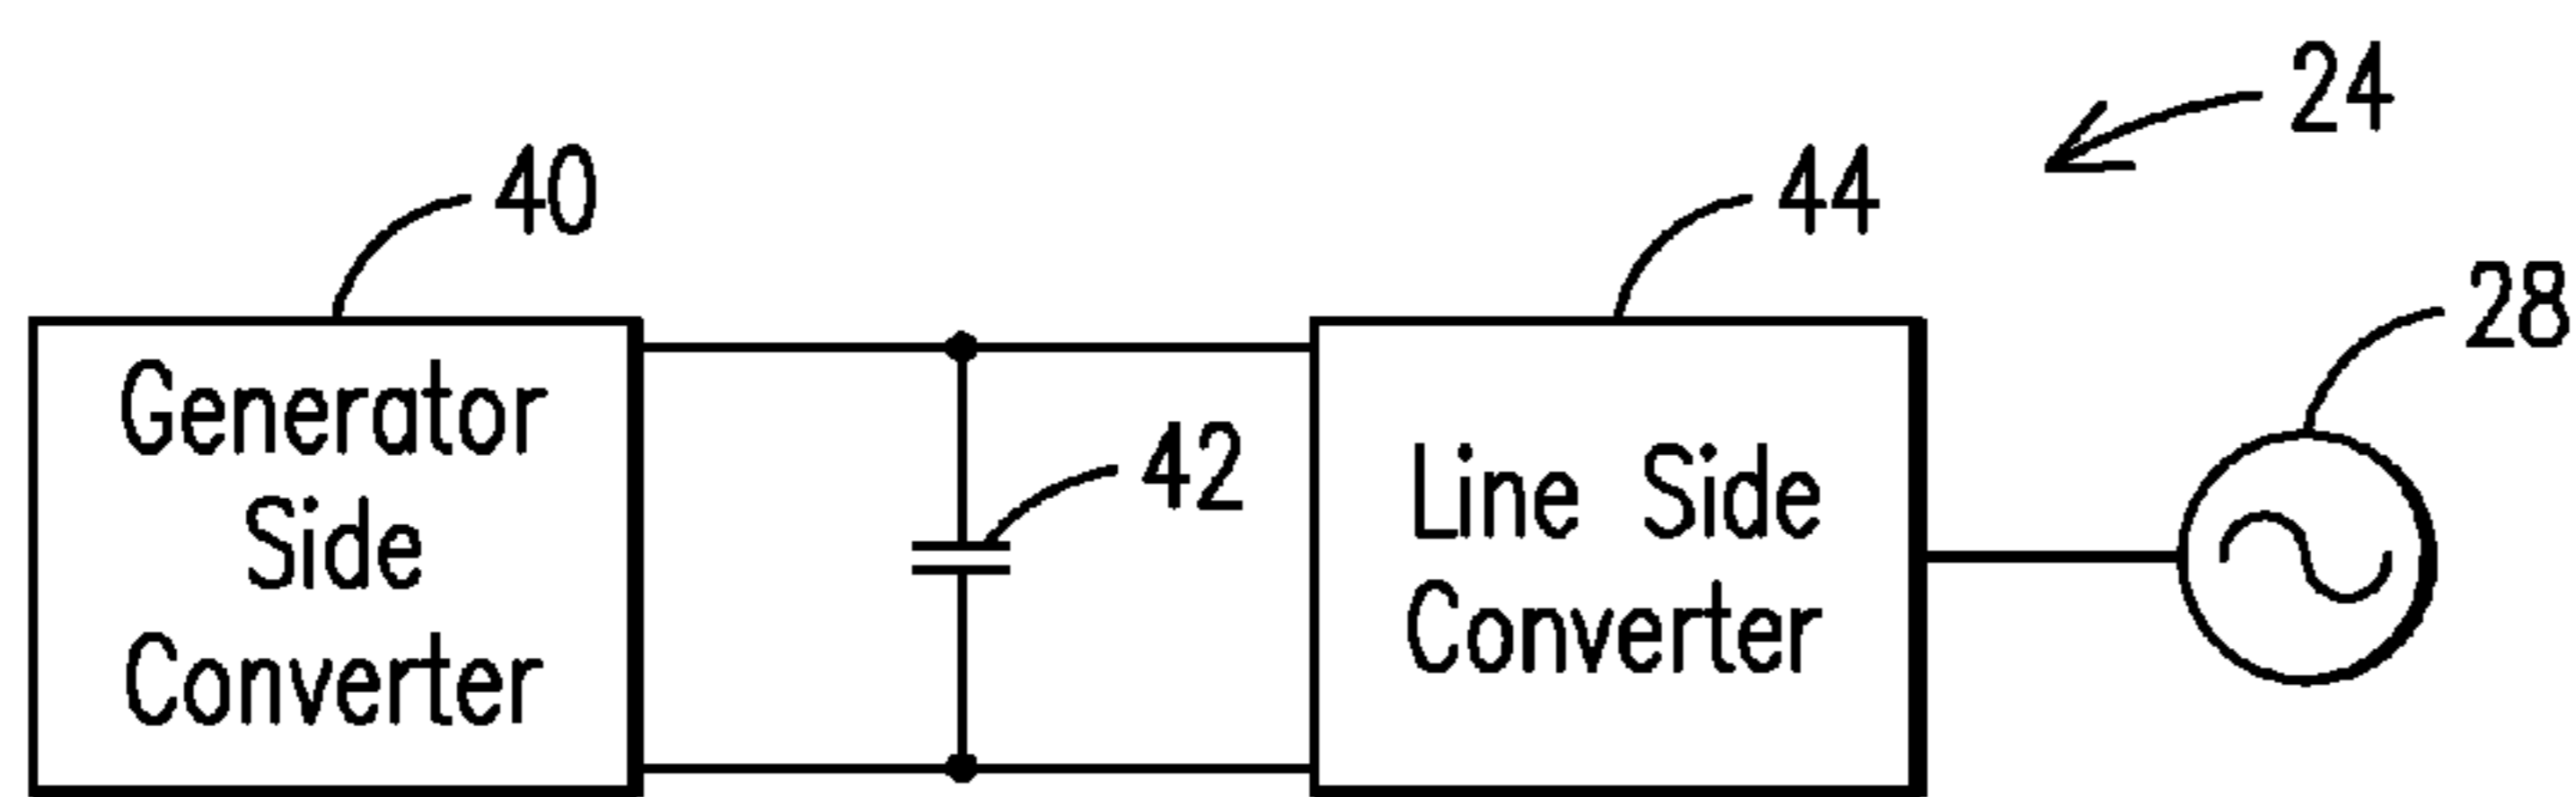 24
40
44
28
Generator
Side
Converter
42
Line Side
Converter